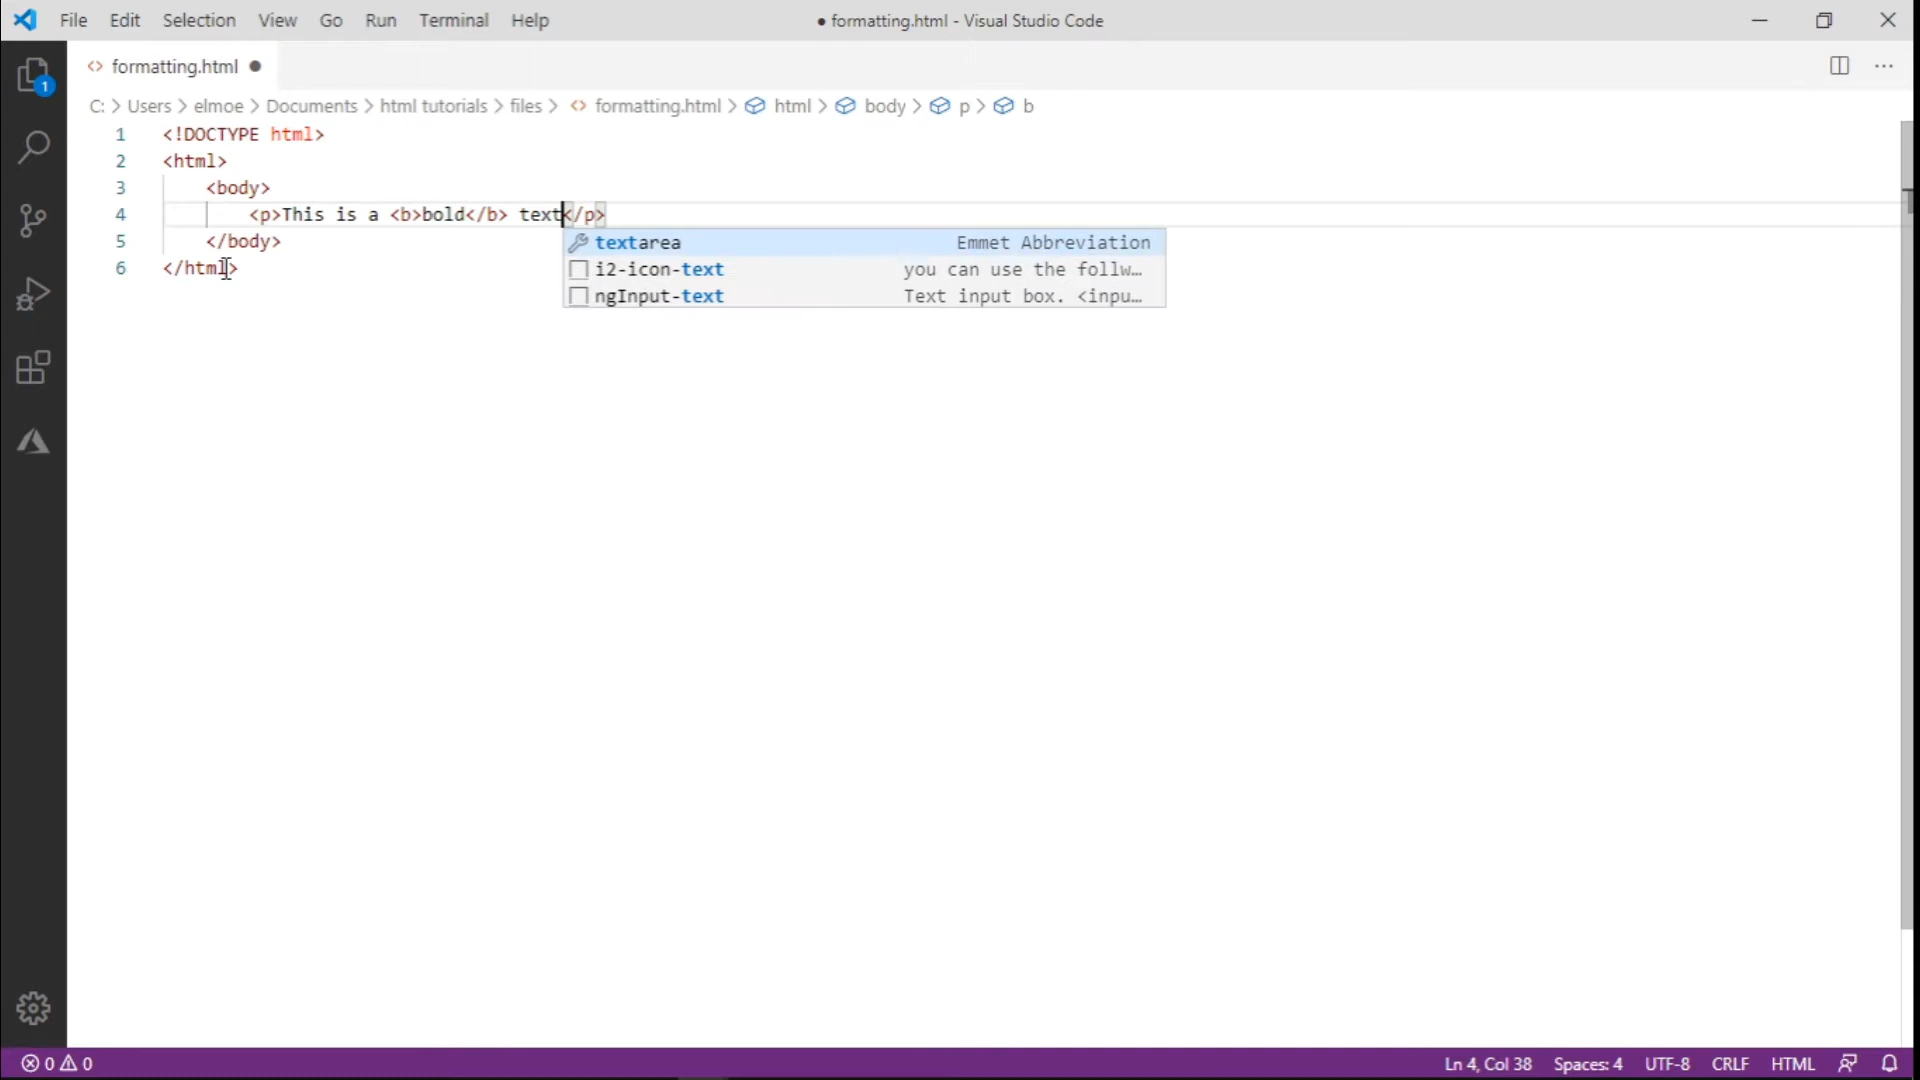 File Edit Selection View Go Run Terminal Help ● formatting.html - Visual Studio Code
<> formatting.html ●
1
C: > Users > elmoe > Documents > html tutorials > files > <> formatting.html > html > body > p > b
1 <!DOCTYPE html>
2 <html>
3 <body>
4 <p>This is a <b>bold</b> text</p>
5 </body>
6 </html>
textarea Emmet Abbreviation
i2-icon-text you can use the follw…
ngInput-text Text input box. <inpu…
0 0 Ln 4, Col 38 Spaces: 4 UTF-8 CRLF HTML